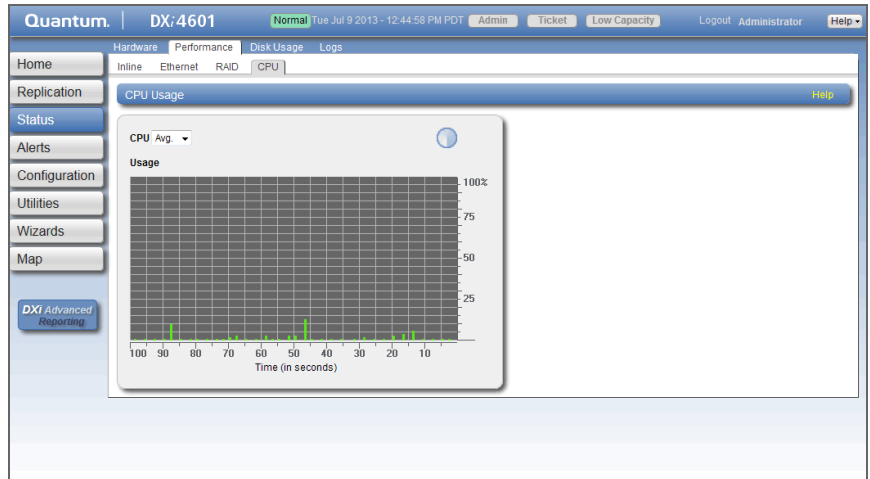 Quantum. DXi4601 Normal Tue Jul 9 2013 - 12:44:58 PM PDT Admin Ticket Low Capacity Logout Administrator Help
Hardware Performance Disk Usage Logs
Inline Ethernet RAID CPU
Home
Replication
Status
Alerts
Configuration
Utilities
Wizards
Map
DXi Advanced
Reporting
CPU Usage Help
CPU Avg.
Usage
100%
75
50
25
100 90 80 70 60 50 40 30 20 10
Time (in seconds)